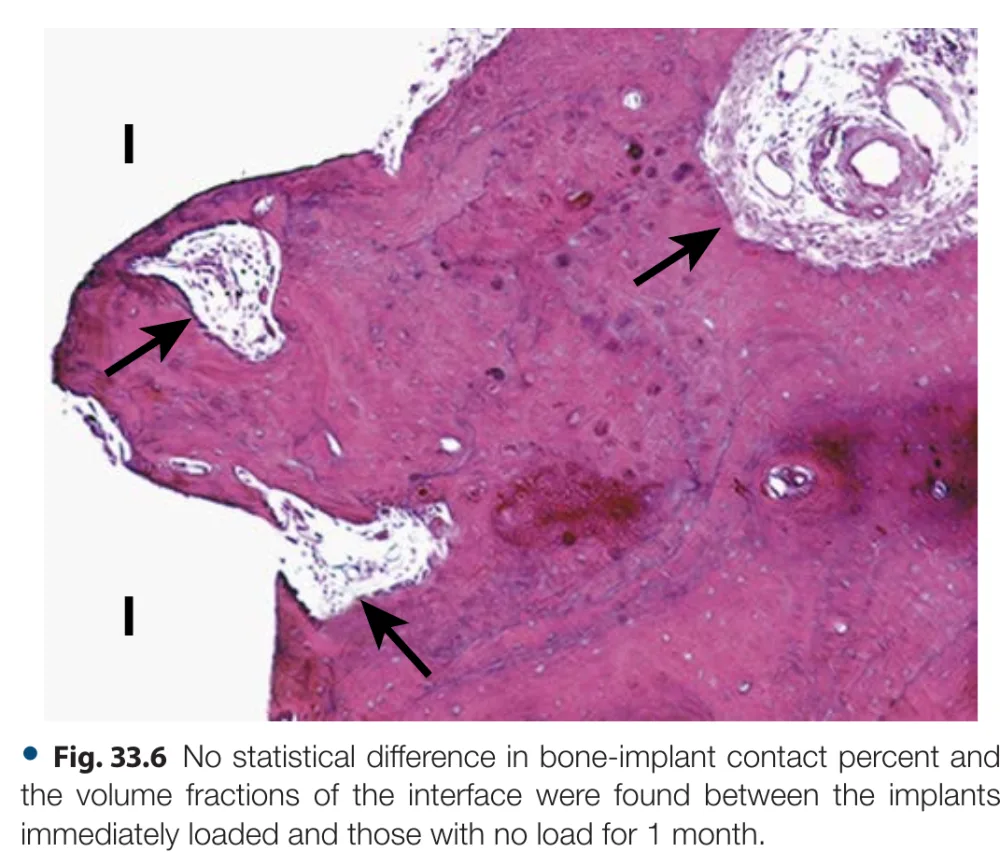 I
I
• Fig. 33.6 No statistical difference in bone-implant contact percent and
the volume fractions of the interface were found between the implants
immediately loaded and those with no load for 1 month.